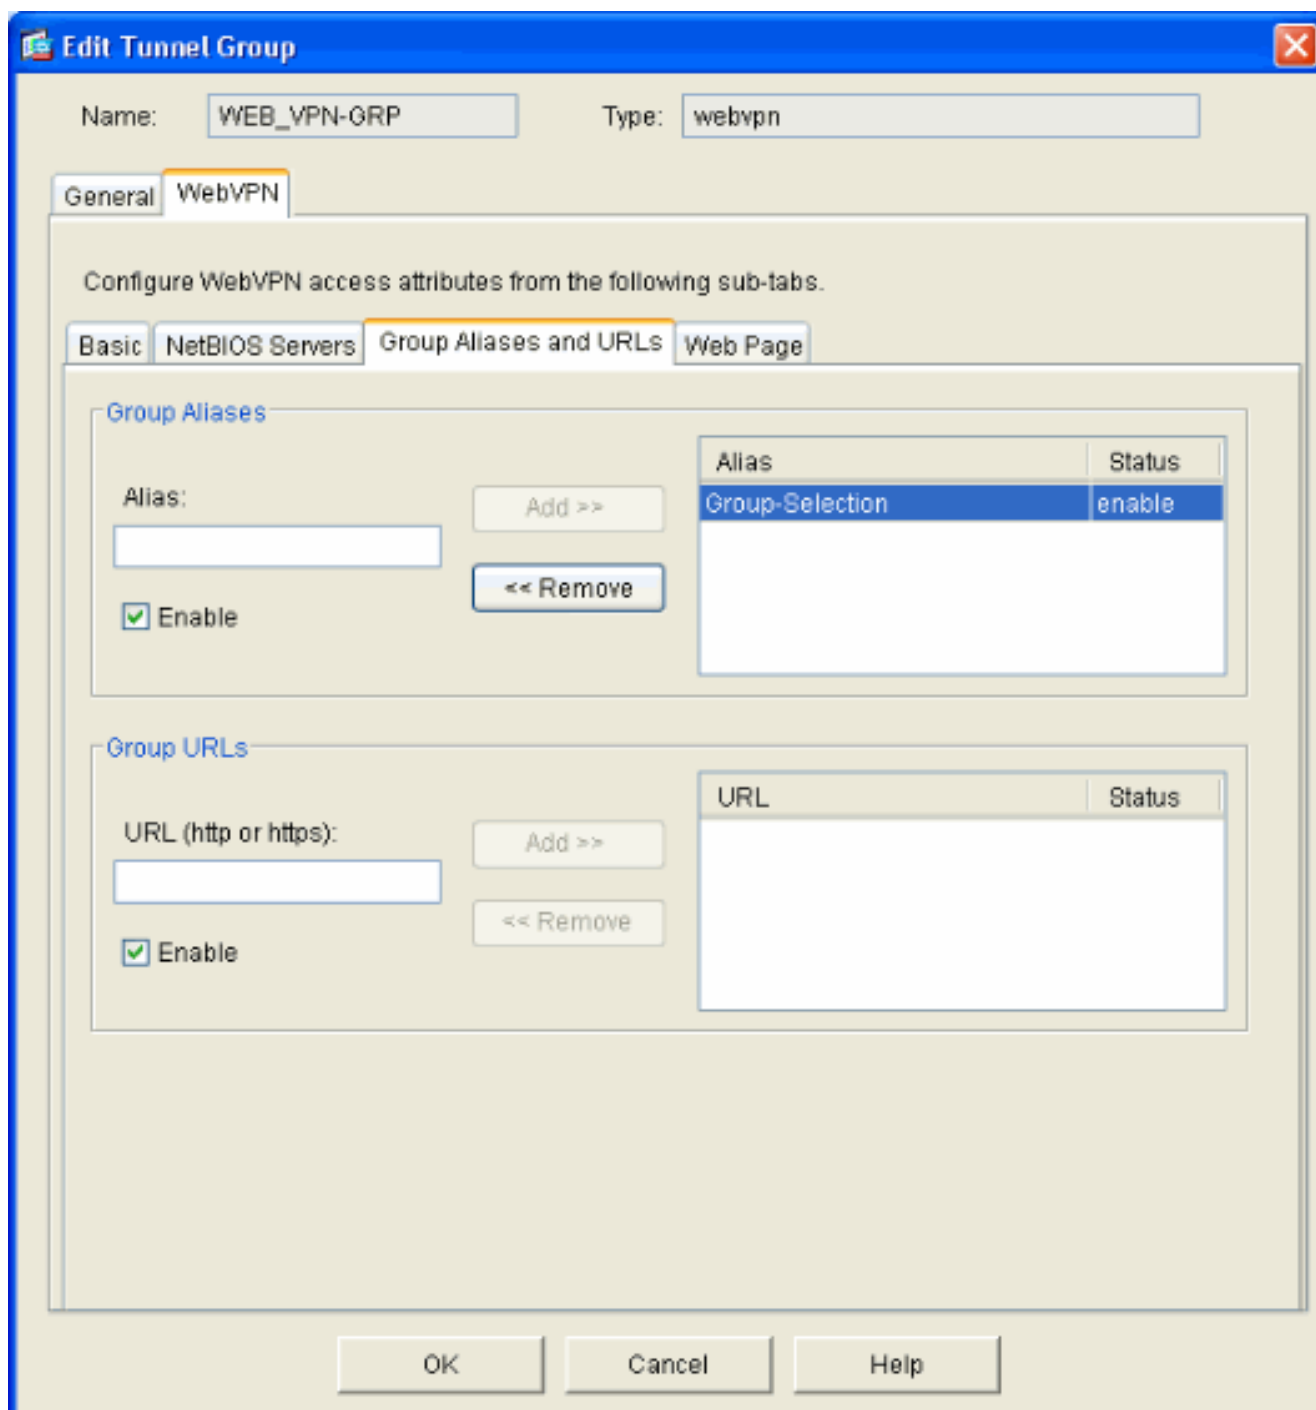 Edit Tunnel Group
Name: WEB_VPN-GRP Type: webvpn
General WebVPN
Configure WebVPN access attributes from the following sub-tabs.
Basic NetBIOS Servers Group Aliases and URLs Web Page
Group Aliases
Alias Status
Alias:
Add >>
Group-Selection enable
<< Remove
Enable
Group URLs
URL Status
URL (http or https):
Add >>
<< Remove
Enable
OK Cancel Help